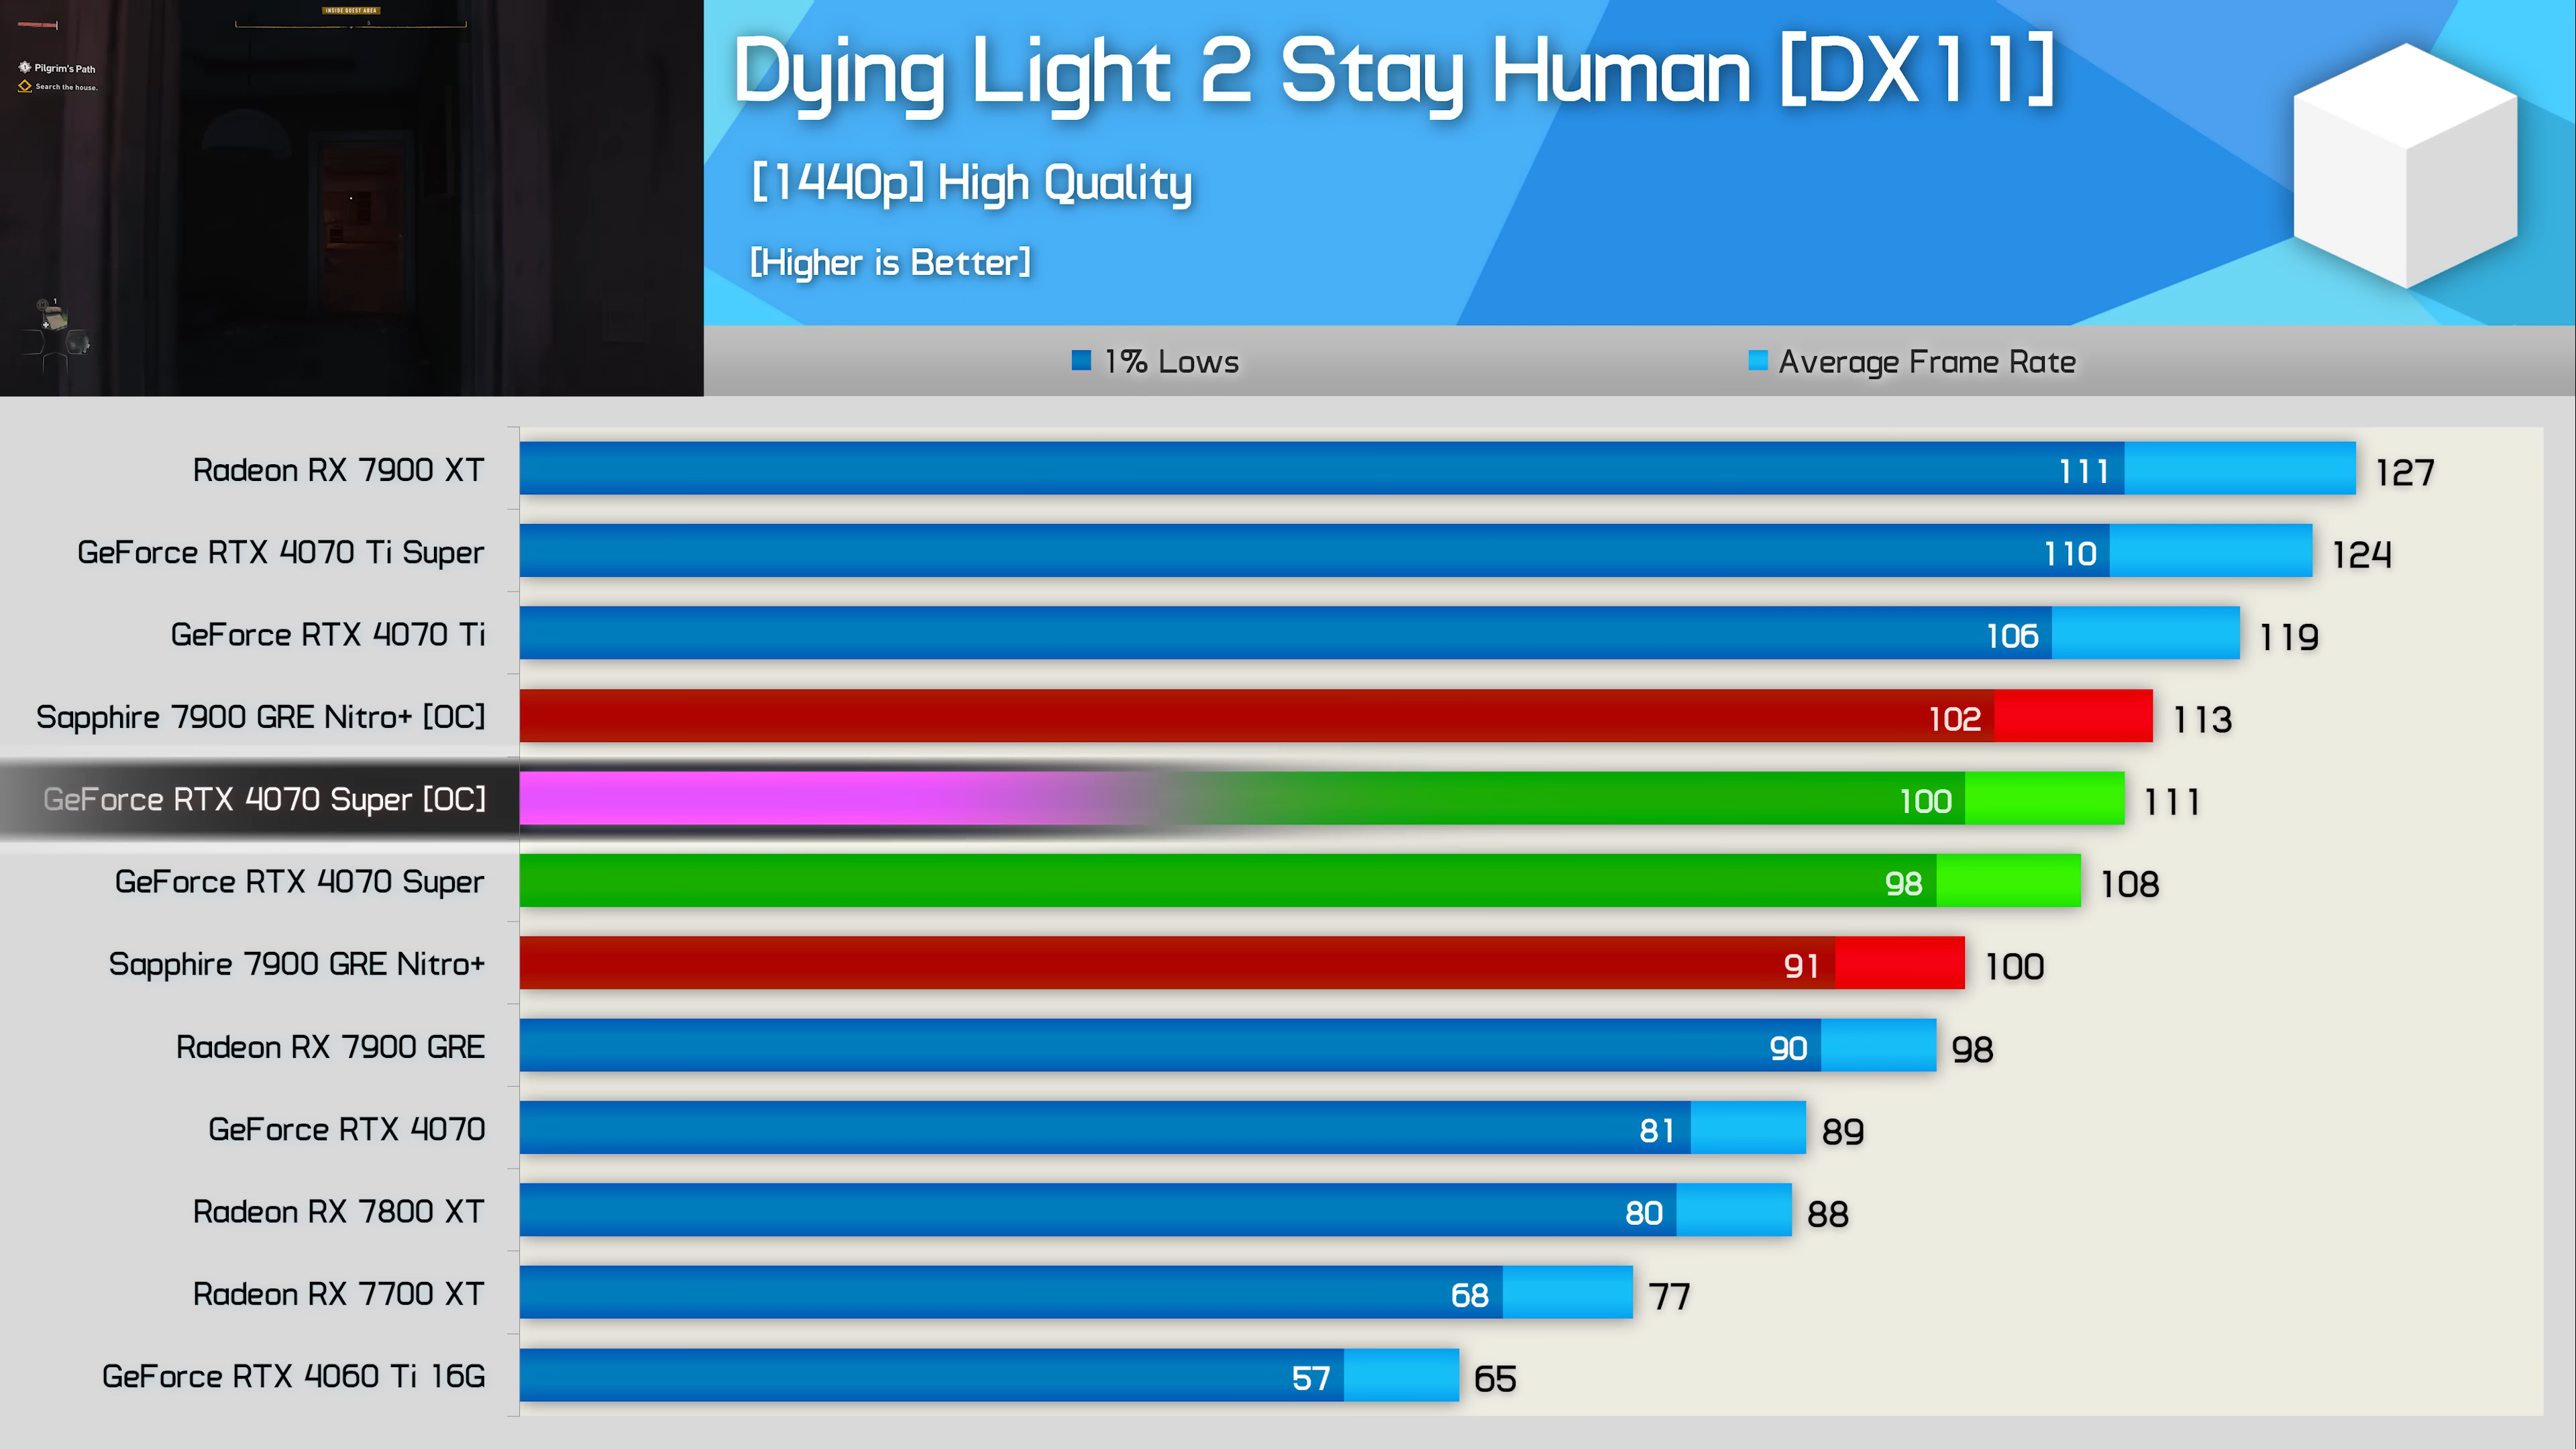 INSIDE QUEST AREA
Pilgrim's Path
Search the house.
1
Dying Light 2 Stay Human [DX11]
[1440p] High Quality
[Higher is Better]
1% Lows
Average Frame Rate
Radeon RX 7900 XT 111 127
GeForce RTX 4070 Ti Super 110 124
GeForce RTX 4070 Ti 106 119
Sapphire 7900 GRE Nitro+ [OC] 102 113
GeForce RTX 4070 Super [OC] 100 111
GeForce RTX 4070 Super 98 108
Sapphire 7900 GRE Nitro+ 91 100
Radeon RX 7900 GRE 90 98
GeForce RTX 4070 81 89
Radeon RX 7800 XT 80 88
Radeon RX 7700 XT 68 77
GeForce RTX 4060 Ti 16G 57 65